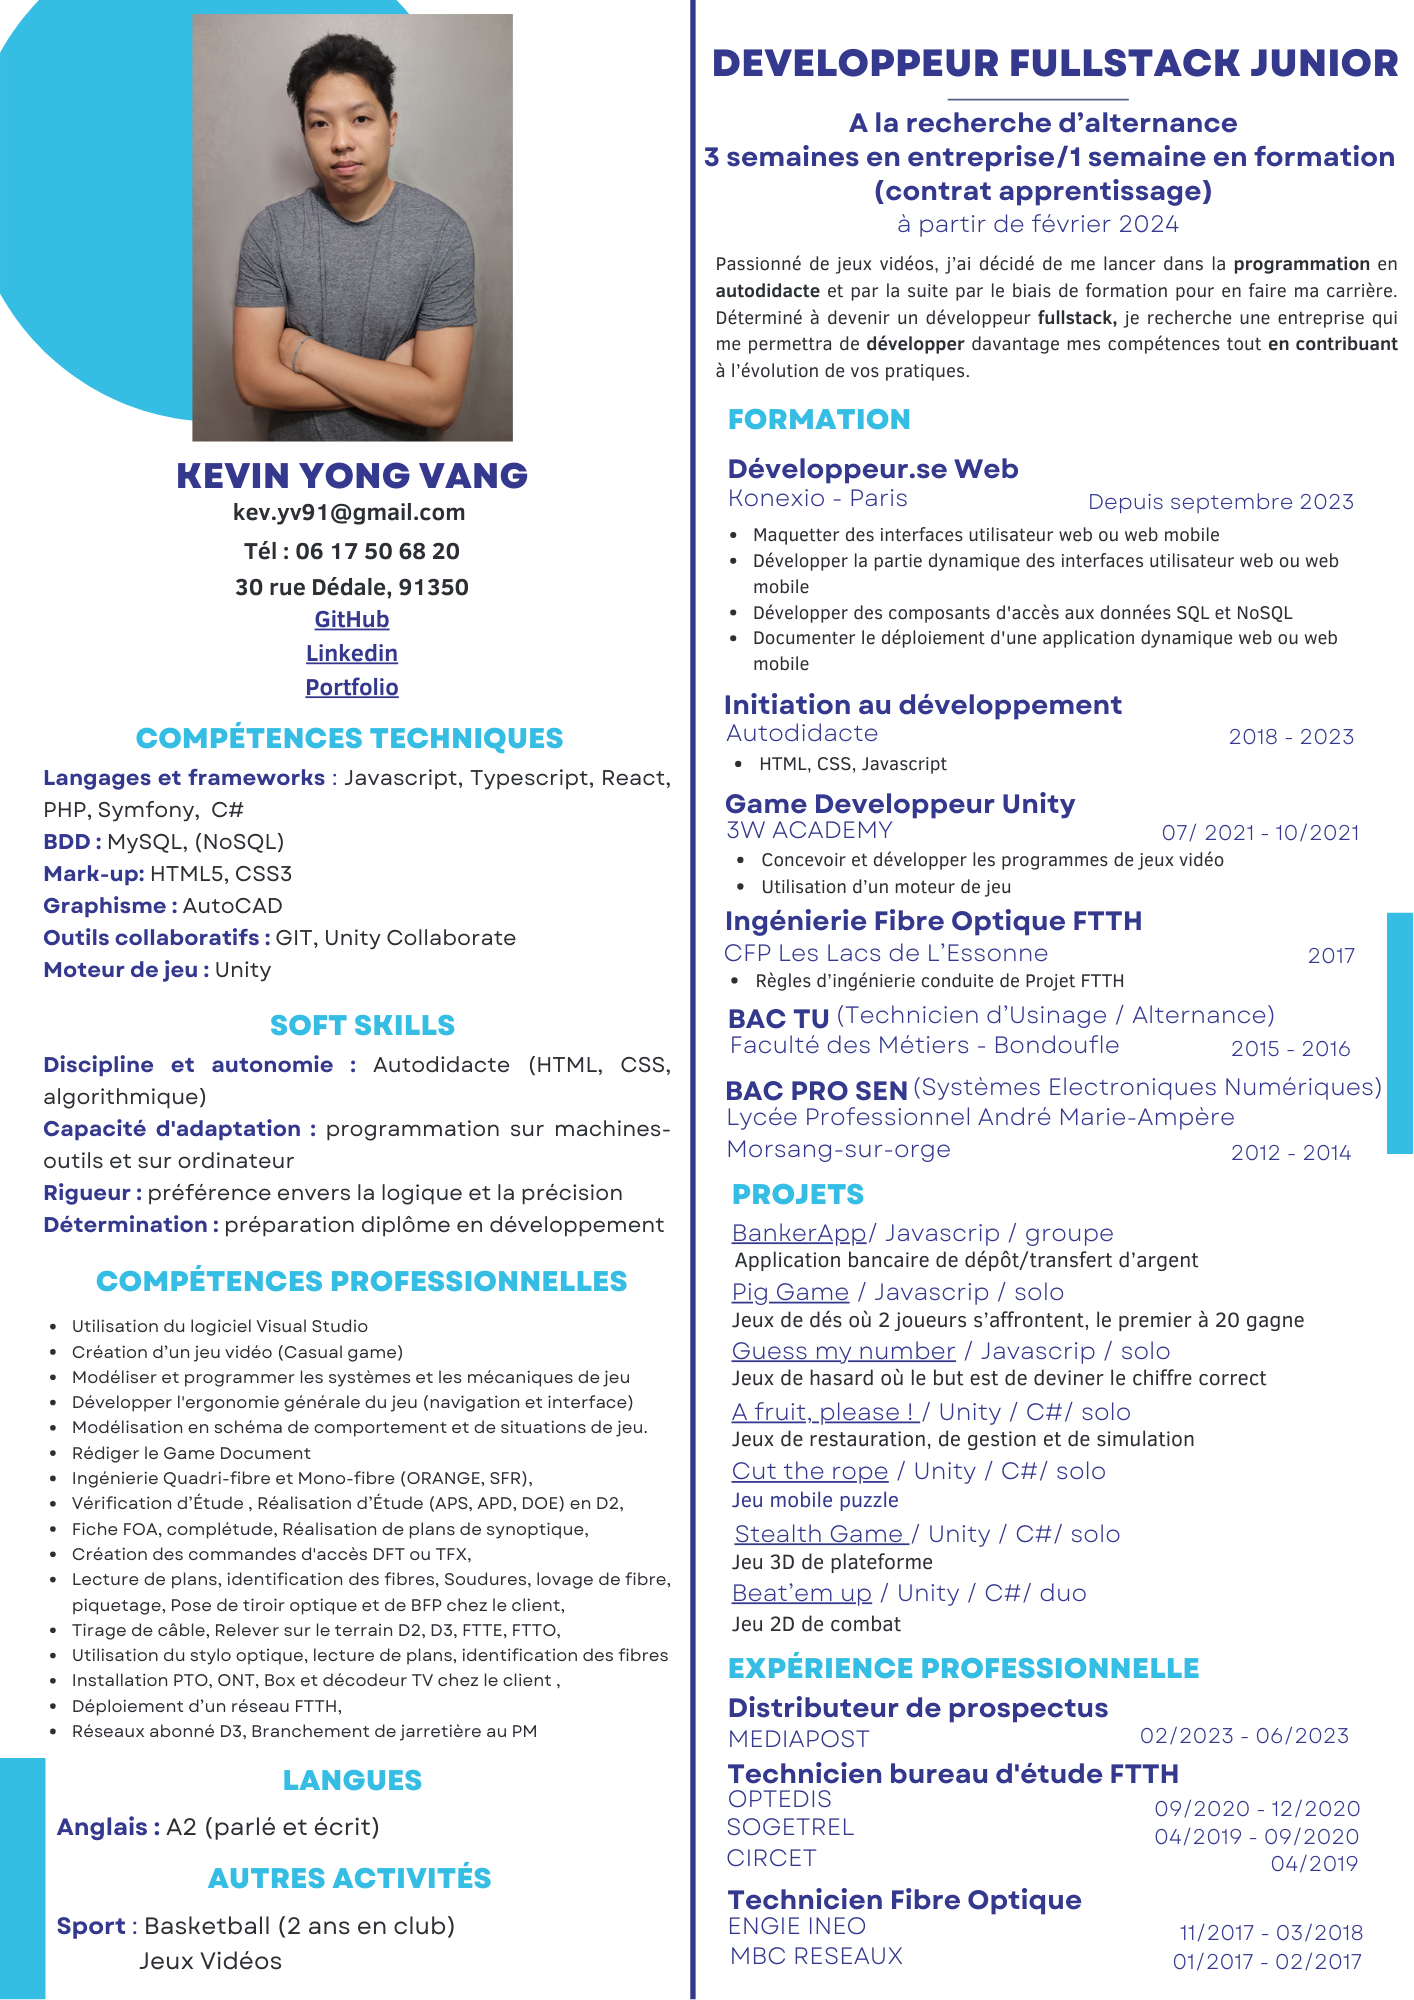 KEVIN YONG VANG
kev.yv91@gmail.com
Tél : 06 17 50 68 20
30 rue Dédale, 91350
GitHub
Linkedin
Portfolio
COMPÉTENCES TECHNIQUES
Langages et frameworks : Javascript, Typescript, React,
PHP, Symfony, C#
BDD : MySQL, (NoSQL)
Mark-up: HTML5, CSS3
Graphisme : AutoCAD
Outils collaboratifs : GIT, Unity Collaborate
Moteur de jeu : Unity
SOFT SKILLS
Discipline et autonomie : Autodidacte (HTML, CSS,
algorithmique)
Capacité d'adaptation : programmation sur machines-
outils et sur ordinateur
Rigueur : préférence envers la logique et la précision
Détermination : préparation diplôme en développement
COMPÉTENCES PROFESSIONNELLES
• Utilisation du logiciel Visual Studio
• Création d’un jeu vidéo (Casual game)
• Modéliser et programmer les systèmes et les mécaniques de jeu
• Développer l'ergonomie générale du jeu (navigation et interface)
• Modélisation en schéma de comportement et de situations de jeu.
• Rédiger le Game Document
• Ingénierie Quadri-fibre et Mono-fibre (ORANGE, SFR),
• Vérification d’Étude , Réalisation d’Étude (APS, APD, DOE) en D2,
• Fiche FOA, complétude, Réalisation de plans de synoptique,
• Création des commandes d'accès DFT ou TFX,
• Lecture de plans, identification des fibres, Soudures, lovage de fibre,
piquetage, Pose de tiroir optique et de BFP chez le client,
• Tirage de câble, Relever sur le terrain D2, D3, FTTE, FTTO,
• Utilisation du stylo optique, lecture de plans, identification des fibres
• Installation PTO, ONT, Box et décodeur TV chez le client ,
• Déploiement d’un réseau FTTH,
• Réseaux abonné D3, Branchement de jarretière au PM
LANGUES
Anglais : A2 (parlé et écrit)
AUTRES ACTIVITÉS
Sport : Basketball (2 ans en club)
Jeux Vidéos
DEVELOPPEUR FULLSTACK JUNIOR
A la recherche d’alternance
3 semaines en entreprise/1 semaine en formation
(contrat apprentissage)
à partir de février 2024
Passionné de jeux vidéos, j’ai décidé de me lancer dans la programmation en
autodidacte et par la suite par le biais de formation pour en faire ma carrière.
Déterminé à devenir un développeur fullstack, je recherche une entreprise qui
me permettra de développer davantage mes compétences tout en contribuant
à l’évolution de vos pratiques.
FORMATION
Développeur.se Web
Konexio - Paris Depuis septembre 2023
• Maquetter des interfaces utilisateur web ou web mobile
• Développer la partie dynamique des interfaces utilisateur web ou web
mobile
• Développer des composants d'accès aux données SQL et NoSQL
• Documenter le déploiement d'une application dynamique web ou web
mobile
Initiation au développement
Autodidacte 2018 - 2023
• HTML, CSS, Javascript
Game Developpeur Unity
3W ACADEMY 07/ 2021 - 10/2021
• Concevoir et développer les programmes de jeux vidéo
• Utilisation d’un moteur de jeu
Ingénierie Fibre Optique FTTH
CFP Les Lacs de L’Essonne 2017
• Règles d’ingénierie conduite de Projet FTTH
BAC TU (Technicien d’Usinage / Alternance)
Faculté des Métiers - Bondoufle 2015 - 2016
BAC PRO SEN (Systèmes Electroniques Numériques)
Lycée Professionnel André Marie-Ampère
Morsang-sur-orge 2012 - 2014
PROJETS
BankerApp/ Javascrip / groupe
Application bancaire de dépôt/transfert d’argent
Pig Game / Javascrip / solo
Jeux de dés où 2 joueurs s’affrontent, le premier à 20 gagne
Guess my number / Javascrip / solo
Jeux de hasard où le but est de deviner le chiffre correct
A fruit, please ! / Unity / C#/ solo
Jeux de restauration, de gestion et de simulation
Cut the rope / Unity / C#/ solo
Jeu mobile puzzle
Stealth Game / Unity / C#/ solo
Jeu 3D de plateforme
Beat’em up / Unity / C#/ duo
Jeu 2D de combat
EXPÉRIENCE PROFESSIONNELLE
Distributeur de prospectus
MEDIAPOST 02/2023 - 06/2023
Technicien bureau d'étude FTTH
OPTEDIS 09/2020 - 12/2020
SOGETREL 04/2019 - 09/2020
CIRCET 04/2019
Technicien Fibre Optique
ENGIE INEO 11/2017 - 03/2018
MBC RESEAUX 01/2017 - 02/2017